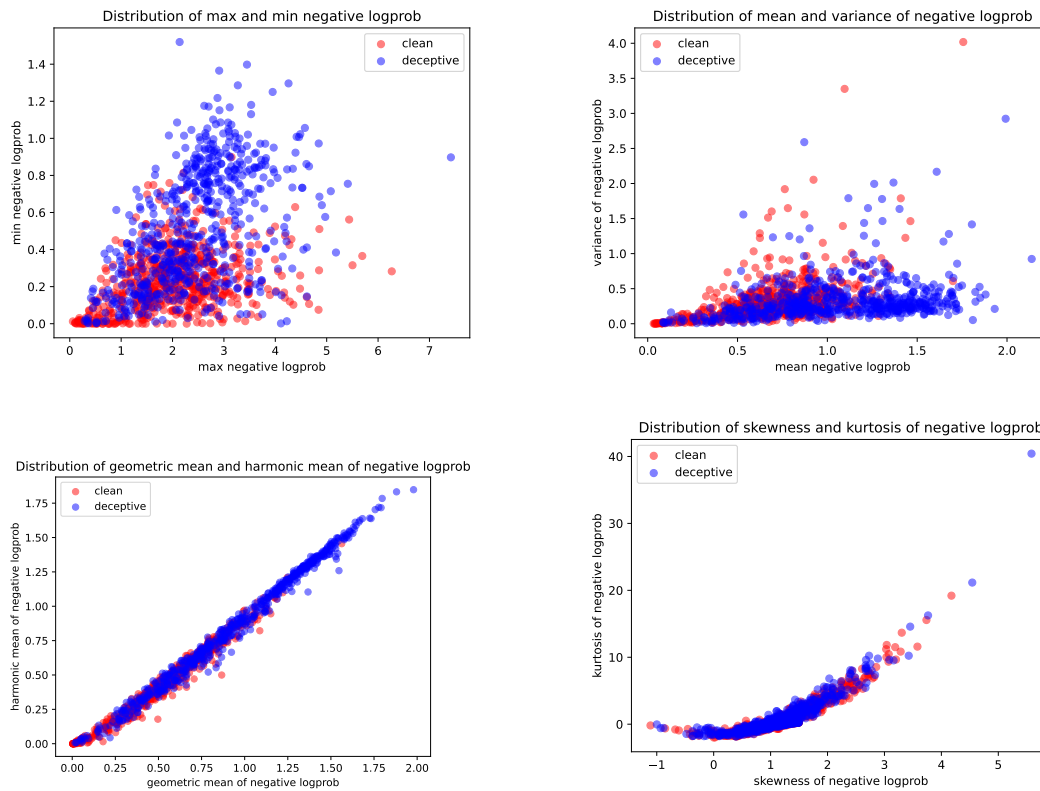 Distribution of max and min negative logprob
clean
deceptive
min negative logprob
1.4
1.2
1.0
0.8
0.6
0.4
0.2
0.0
0 1 2 3 4 5 6 7
max negative logprob
Distribution of mean and variance of negative logprob
clean
deceptive
variance of negative logprob
4.0
3.5
3.0
2.5
2.0
1.5
1.0
0.5
0.0
0.0 0.5 1.0 1.5 2.0
mean negative logprob
Distribution of geometric mean and harmonic mean of negative logprob
clean
deceptive
harmonic mean of negative logprob
1.75
1.50
1.25
1.00
0.75
0.50
0.25
0.00
0.00 0.25 0.50 0.75 1.00 1.25 1.50 1.75 2.00
geometric mean of negative logprob
Distribution of skewness and kurtosis of negative logprob
clean
deceptive
kurtosis of negative logprob
40
30
20
10
0
−1 0 1 2 3 4 5
skewness of negative logprob